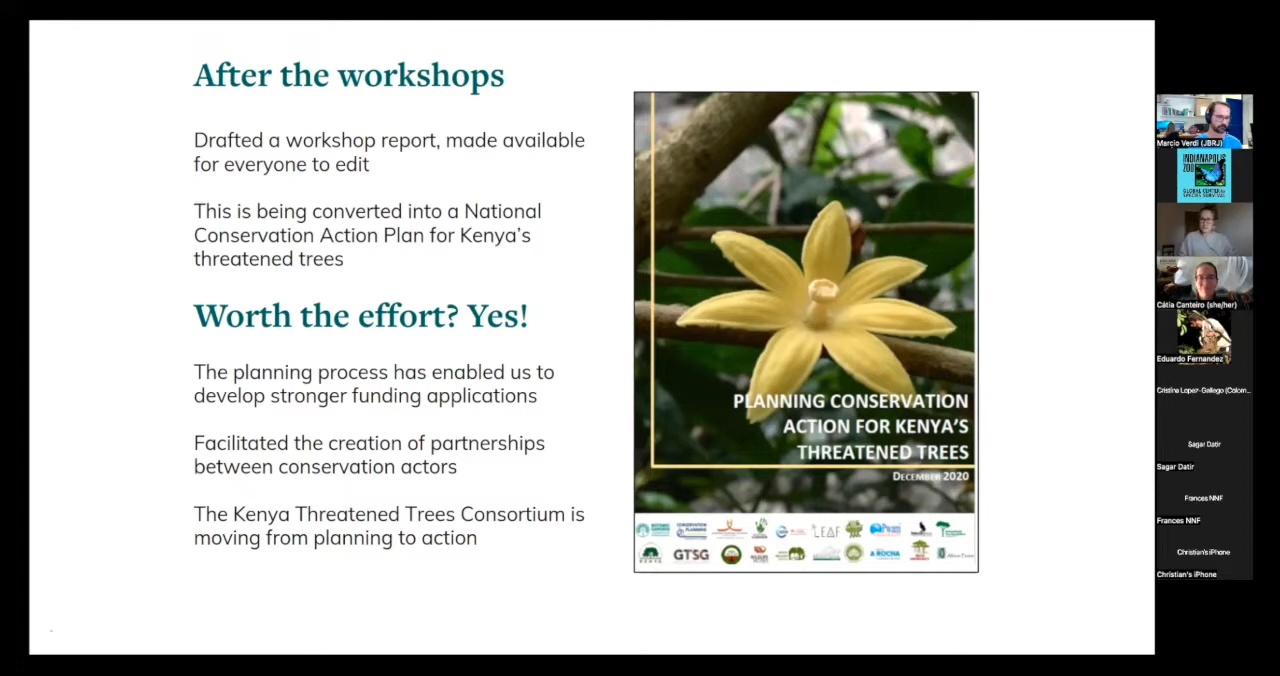 After the workshops
Drafted a workshop report, made available
for everyone to edit
This is being converted into a National
Conservation Action Plan for Kenya's
threatened trees
Worth the effort? Yes!
The planning process has enabled us to
develop stronger funding applications
Facilitated the creation of partnerships
between conservation actors
The Kenya Threatened Trees Consortium is
moving from planning to action
PLANNING CONSERVATION
ACTION FOR KENYA'S
THREATENED TREES
DECEMBER 2020
LEAF
GTSG
A ROCHA
Marcio Verdi (JBRJ)
INDIANAPOLIS
ZOO
GLOBAL CENTER for
SPECIES SURVIVAL
Cátia Canteiro (she/her)
Eduardo Fernandez
Cristina Lopez-Gallego (Colom...
Sagar Datir
Sagar Datir
Frances NNF
Frances NNF
Christian's iPhone
Christian's iPhone